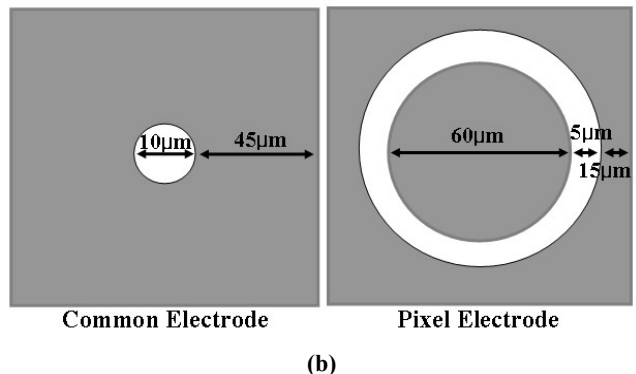 10μm
45μm
60μm
5μm
15μm
Common Electrode
Pixel Electrode
(b)